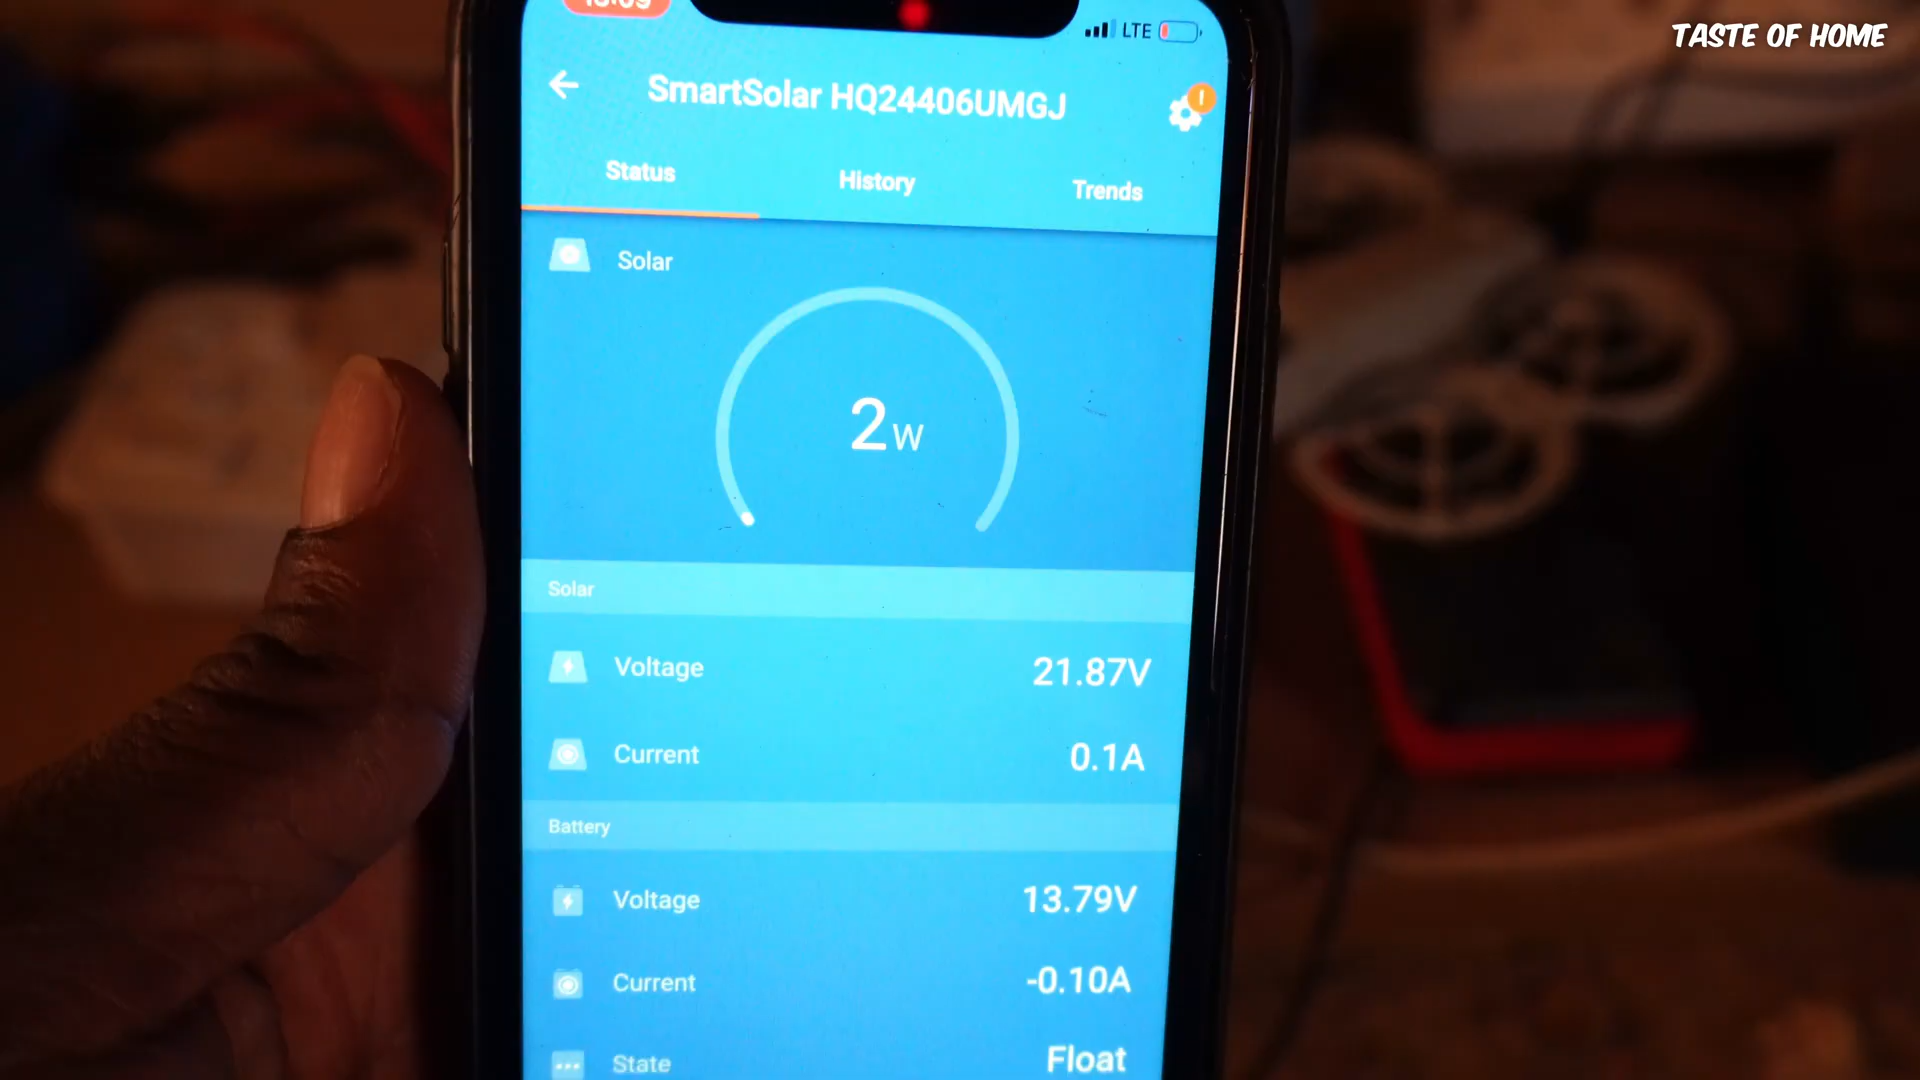 TASTE OF HOME
LTE
SmartSolar HQ24406UMGJ
Status
History
Trends
Solar
2W
Solar
Voltage 21.87V
Current 0.1A
Battery
Voltage 13.79V
Current -0.10A
State Float